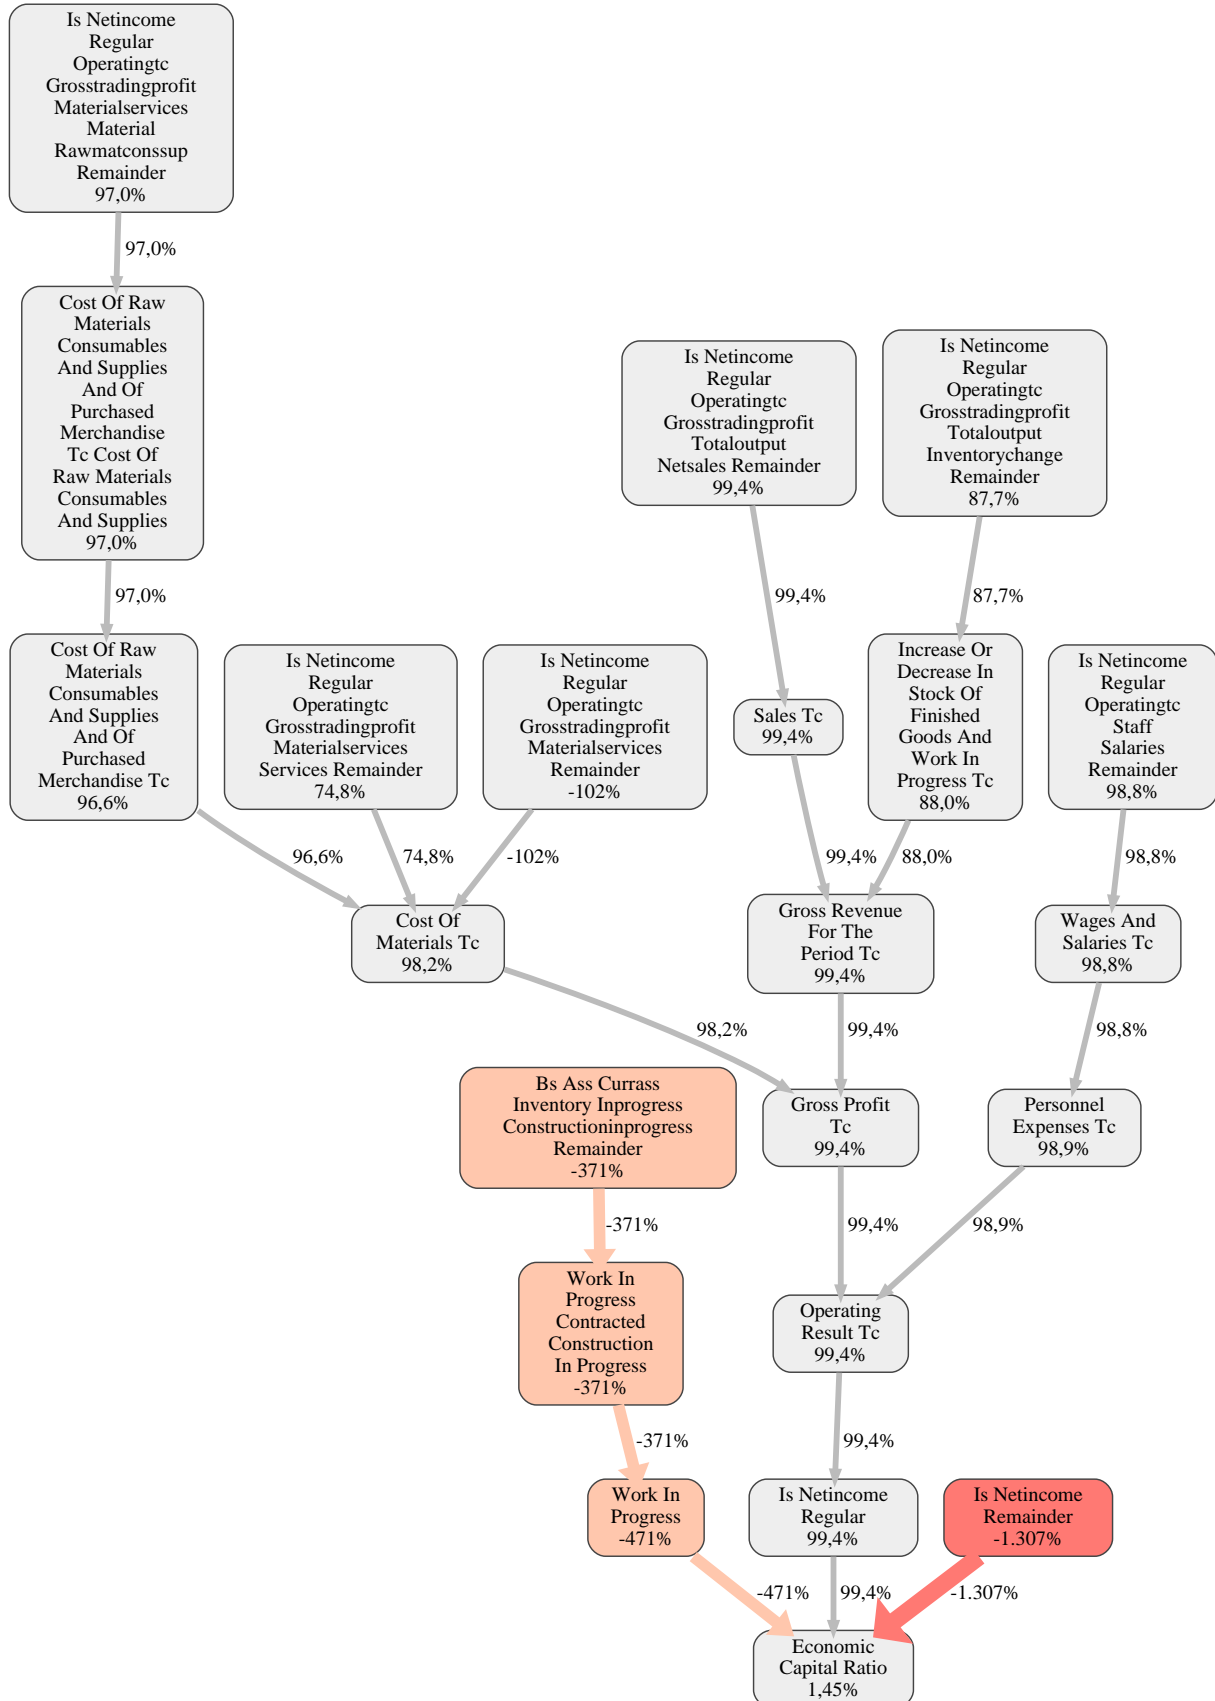 Is Netincome
Regular
Operatingtc
Grosstradingprofit
Materialservices
Material
Rawmatconssup
Remainder
97,0%
97,0%
Cost Of Raw
Materials
Consumables
And Supplies
And Of
Purchased
Merchandise
Tc Cost Of
Raw Materials
Consumables
And Supplies
97,0%
Is Netincome
Regular
Operatingtc
Grosstradingprofit
Totaloutput
Netsales Remainder
99,4%
Is Netincome
Regular
Operatingtc
Grosstradingprofit
Totaloutput
Inventorychange
Remainder
87,7%
97,0%
99,4%
87,7%
Cost Of Raw
Materials
Consumables
And Supplies
And Of
Purchased
Merchandise Tc
96,6%
Is Netincome
Regular
Operatingtc
Grosstradingprofit
Materialservices
Services Remainder
74,8%
Is Netincome
Regular
Operatingtc
Grosstradingprofit
Materialservices
Remainder
-102%
Sales Tc
99,4%
Increase Or
Decrease In
Stock Of
Finished
Goods And
Work In
Progress Tc
88,0%
Is Netincome
Regular
Operatingtc
Staff
Salaries
Remainder
98,8%
96,6%
74,8%
-102%
99,4%
88,0%
98,8%
Cost Of
Materials Tc
98,2%
Gross Revenue
For The
Period Tc
99,4%
Wages And
Salaries Tc
98,8%
98,2%
99,4%
98,8%
Bs Ass Currass
Inventory Inprogress
Constructioninprogress
Remainder
-371%
Gross Profit
Tc
99,4%
Personnel
Expenses Tc
98,9%
-371%
99,4%
98,9%
Work In
Progress
Contracted
Construction
In Progress
-371%
Operating
Result Tc
99,4%
-371%
99,4%
Work In
Progress
-471%
Is Netincome
Regular
99,4%
Is Netincome
Remainder
-1.307%
-471%
99,4%
-1.307%
Economic
Capital Ratio
1,45%